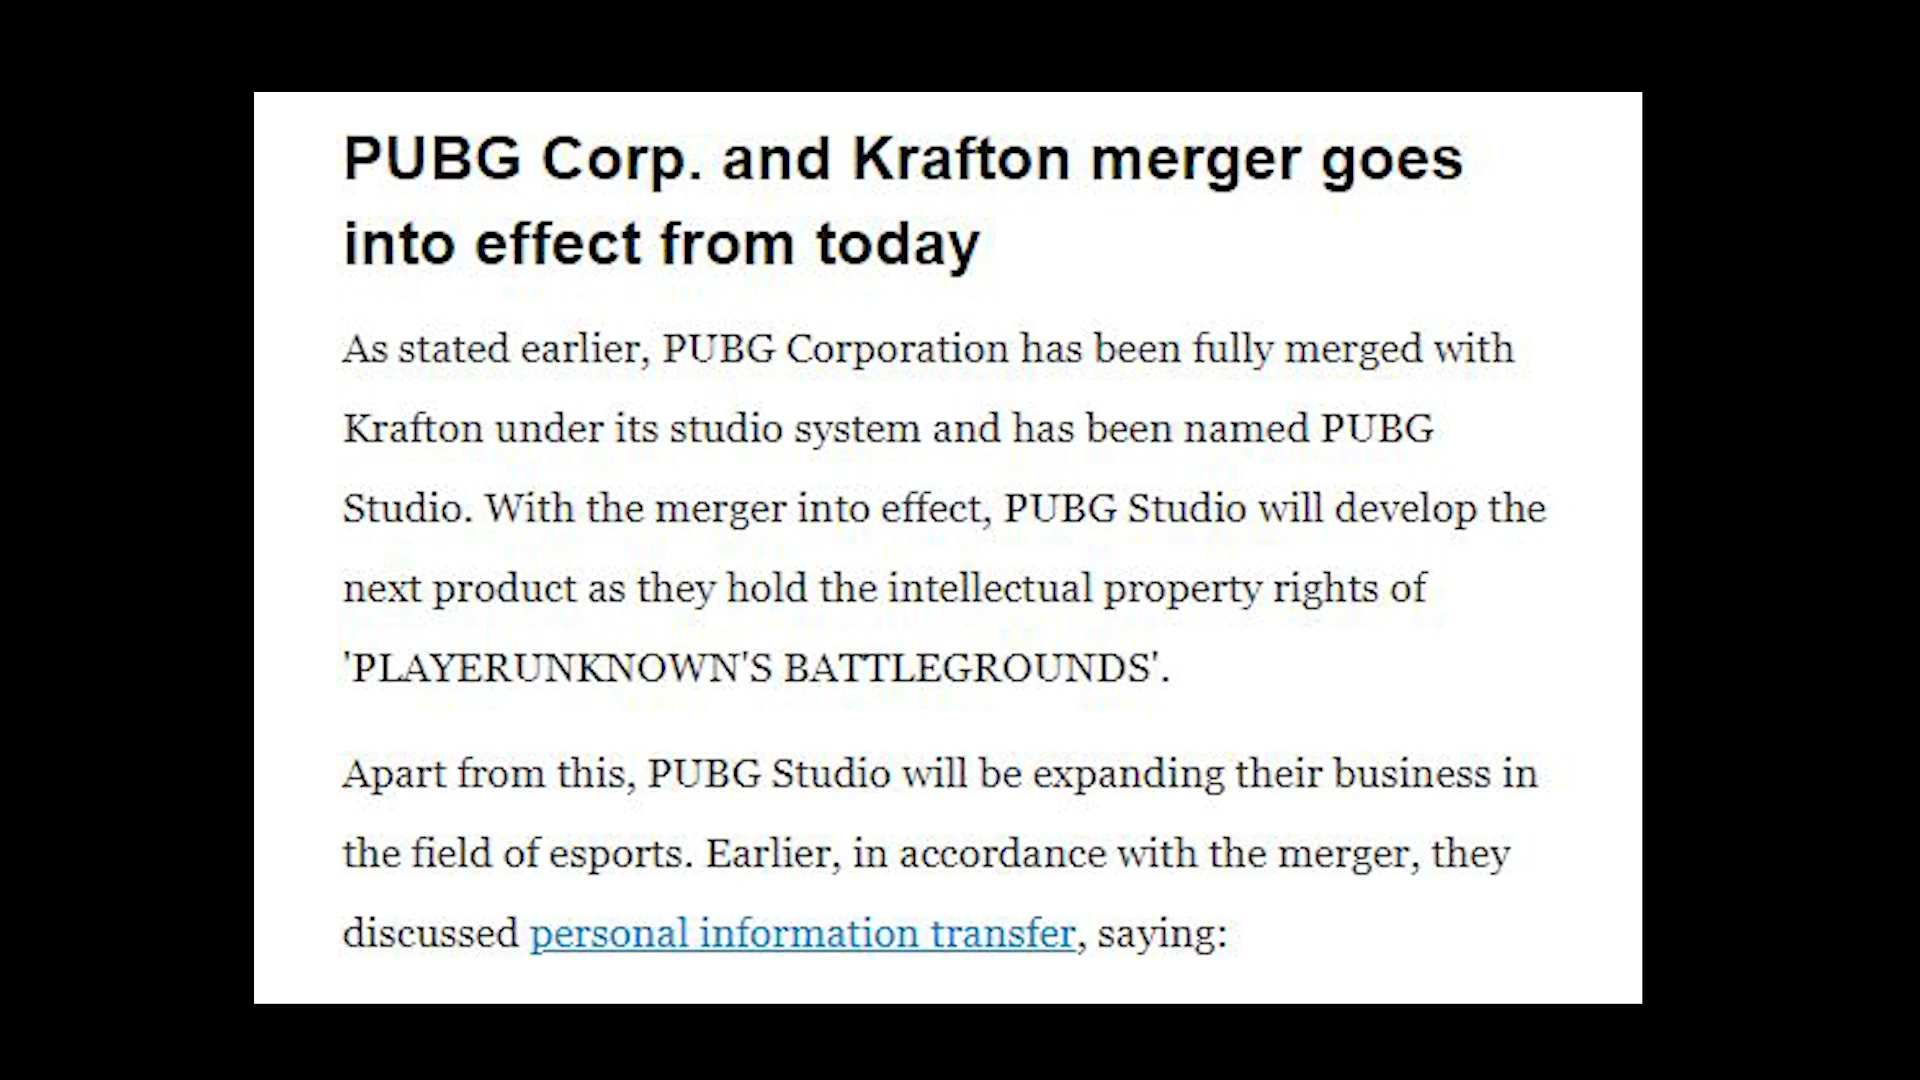 PUBG Corp. and Krafton merger goes
into effect from today
As stated earlier, PUBG Corporation has been fully merged with
Krafton under its studio system and has been named PUBG
Studio. With the merger into effect, PUBG Studio will develop the
next product as they hold the intellectual property rights of
'PLAYERUNKNOWN'S BATTLEGROUNDS'.
Apart from this, PUBG Studio will be expanding their business in
the field of esports. Earlier, in accordance with the merger, they
discussed personal information transfer, saying: